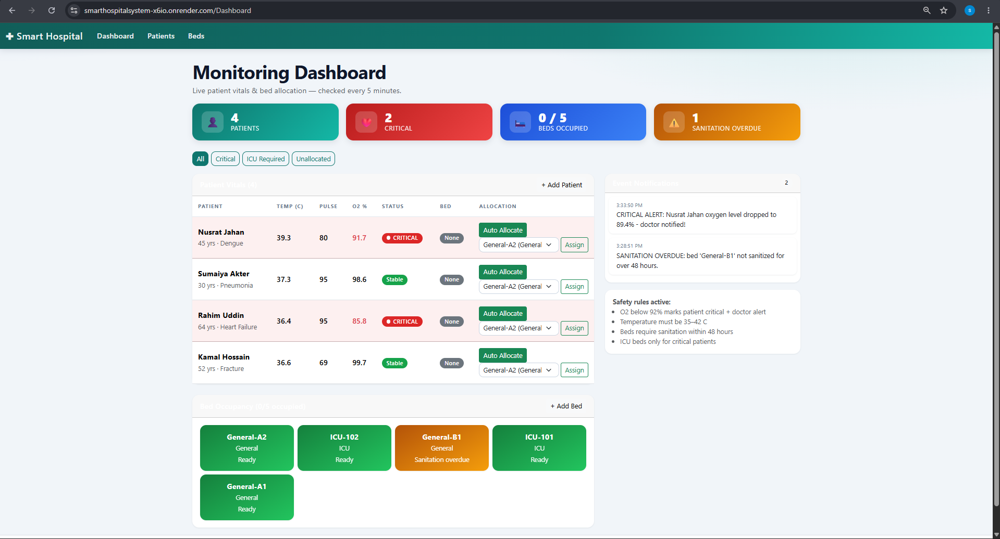 smarthospitalsystem-x6io.onrender.com/Dashboard
S
Smart Hospital
Dashboard
Patients
Beds
Monitoring Dashboard
Live patient vitals & bed allocation — checked every 5 minutes.
4
PATIENTS
2
CRITICAL
0 / 5
BEDS OCCUPIED
1
SANITATION OVERDUE
All
Critical
ICU Required
Unallocated
Patient Vitals (4)
+ Add Patient
PATIENT TEMP (C) PULSE O2 % STATUS BED ALLOCATION
Nusrat Jahan
45 yrs · Dengue
39.3 80 91.7 CRITICAL None
Auto Allocate
General-A2 (General Assign
Sumaiya Akter
30 yrs · Pneumonia
37.3 95 98.6 Stable None
Auto Allocate
General-A2 (General Assign
Rahim Uddin
64 yrs · Heart Failure
36.4 95 85.8 CRITICAL None
Auto Allocate
General-A2 (General Assign
Kamal Hossain
52 yrs · Fracture
36.6 69 99.7 Stable None
Auto Allocate
General-A2 (General Assign
Bed Occupancy (0/5 occupied)
+ Add Bed
General-A2
General
Ready
ICU-102
ICU
Ready
General-B1
General
Sanitation overdue
ICU-101
ICU
Ready
General-A1
General
Ready
Event Notifications
2
3:33:50 PM
CRITICAL ALERT: Nusrat Jahan oxygen level dropped to
89.4% - doctor notified!
3:28:51 PM
SANITATION OVERDUE: bed 'General-B1' not sanitized for
over 48 hours.
Safety rules active:
O2 below 92% marks patient critical + doctor alert
Temperature must be 35–42 C
Beds require sanitation within 48 hours
ICU beds only for critical patients